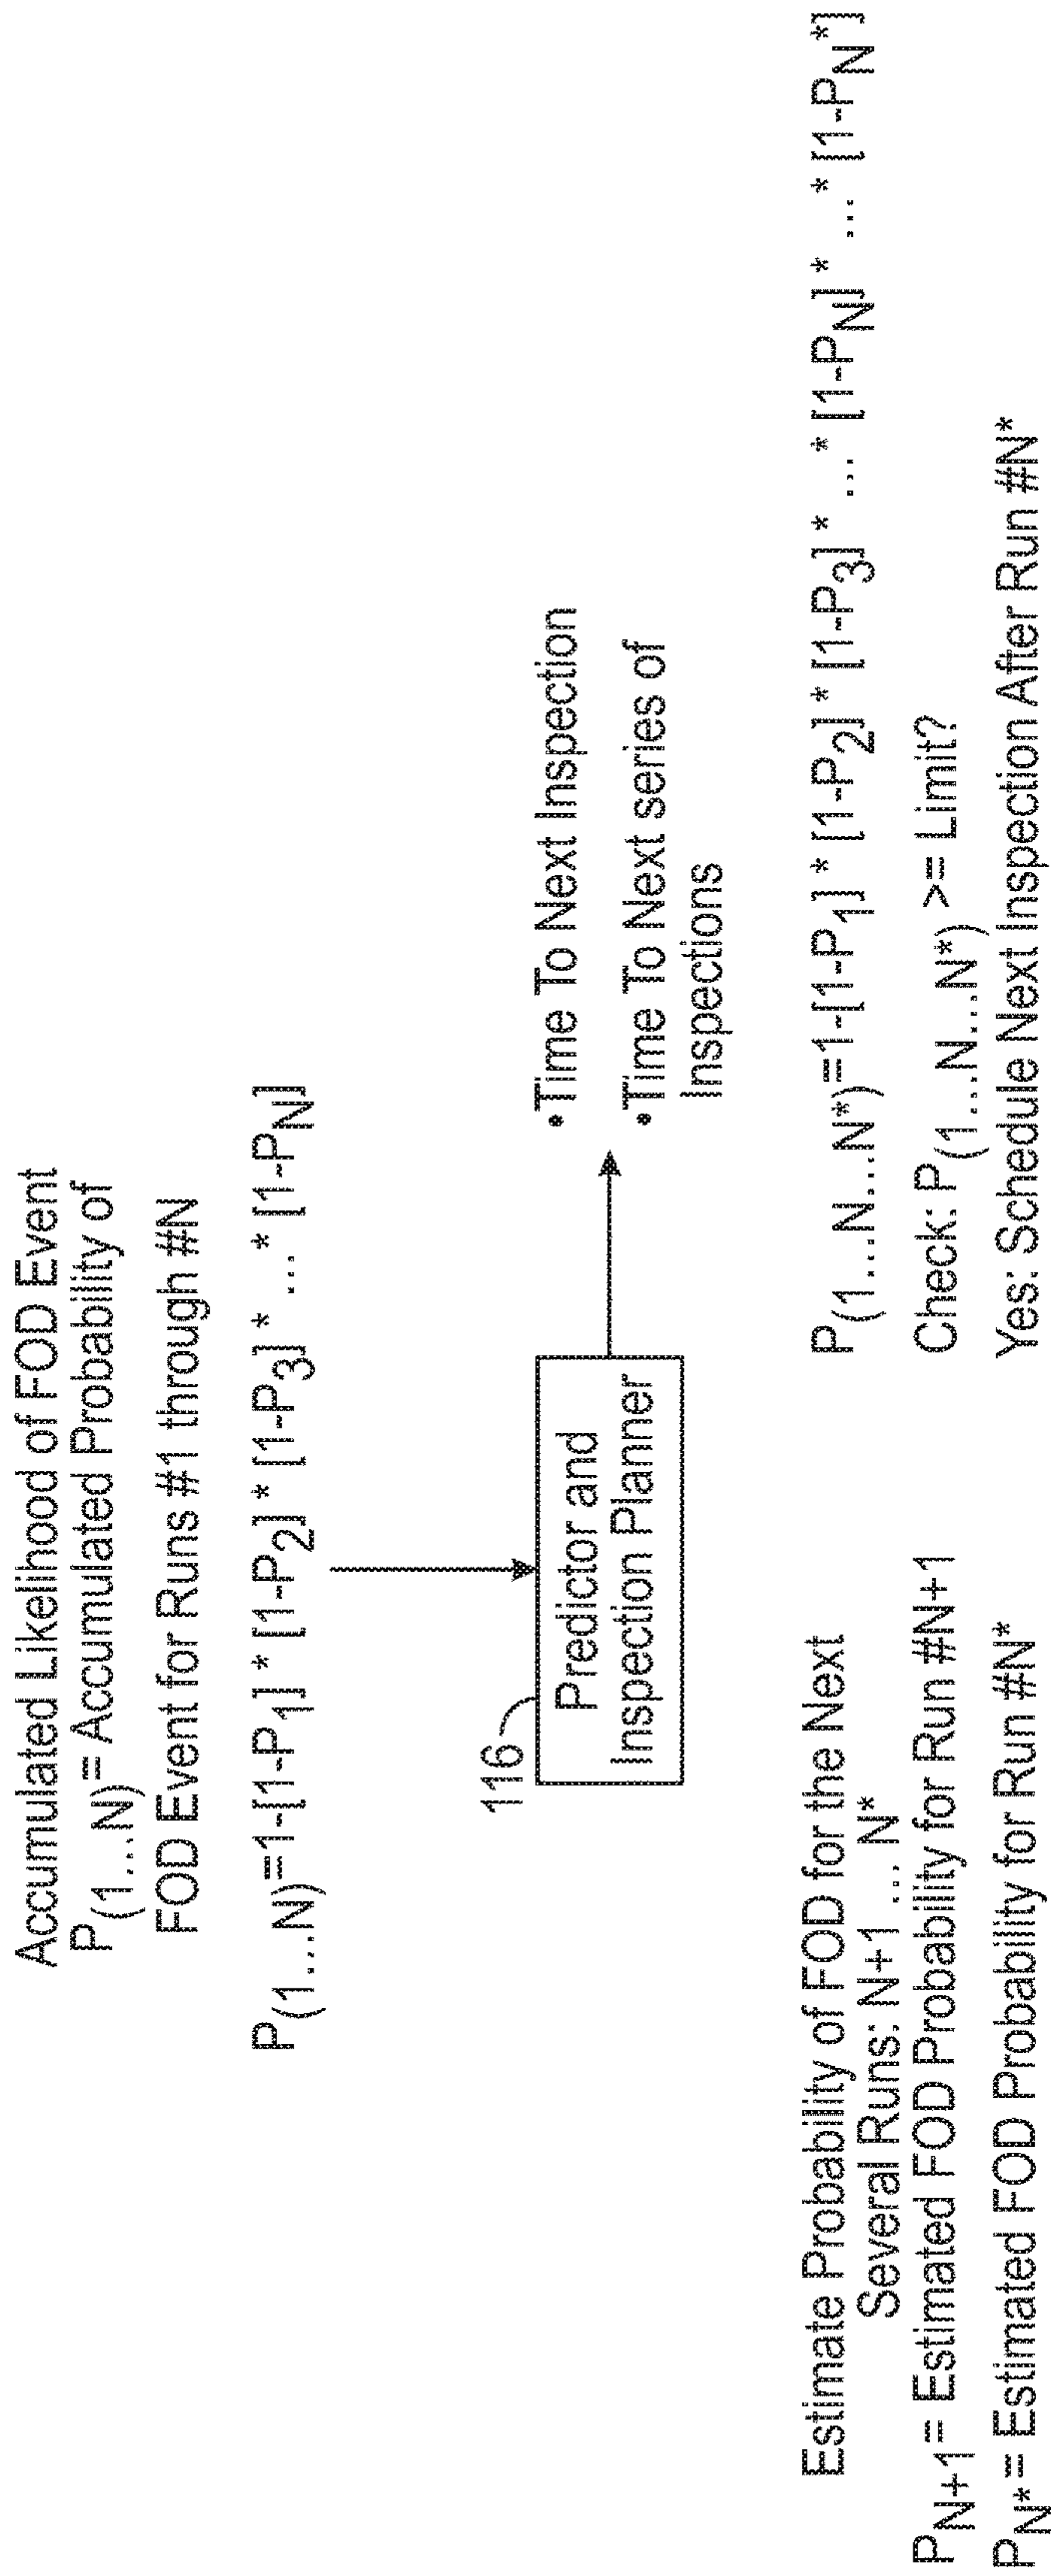 Accumulated Likelihood of FOD Event
P(1...N)= Accumulated Probability of
FOD Event for Runs #1 through #N
P(1...N)=1-[1-P1] * [1-P2] * [1-P3] * ... * [1-PN]
116
Predictor and
Inspection Planner
•Time To Next Inspection
•Time To Next series of
Inspections
Estimate Probability of FOD for the Next
Several Runs: N+1 ... N*
PN+1 = Estimated FOD Probability for Run #N+1
PN* = Estimated FOD Probability for Run #N*
P(1...N...N*)=1-[1-P1] * [1-P2] * [1-P3] * ... * [1-PN] * ... * [1-PN*]
Check: P(1...N...N*) >= Limit?
Yes: Schedule Next Inspection After Run #N*